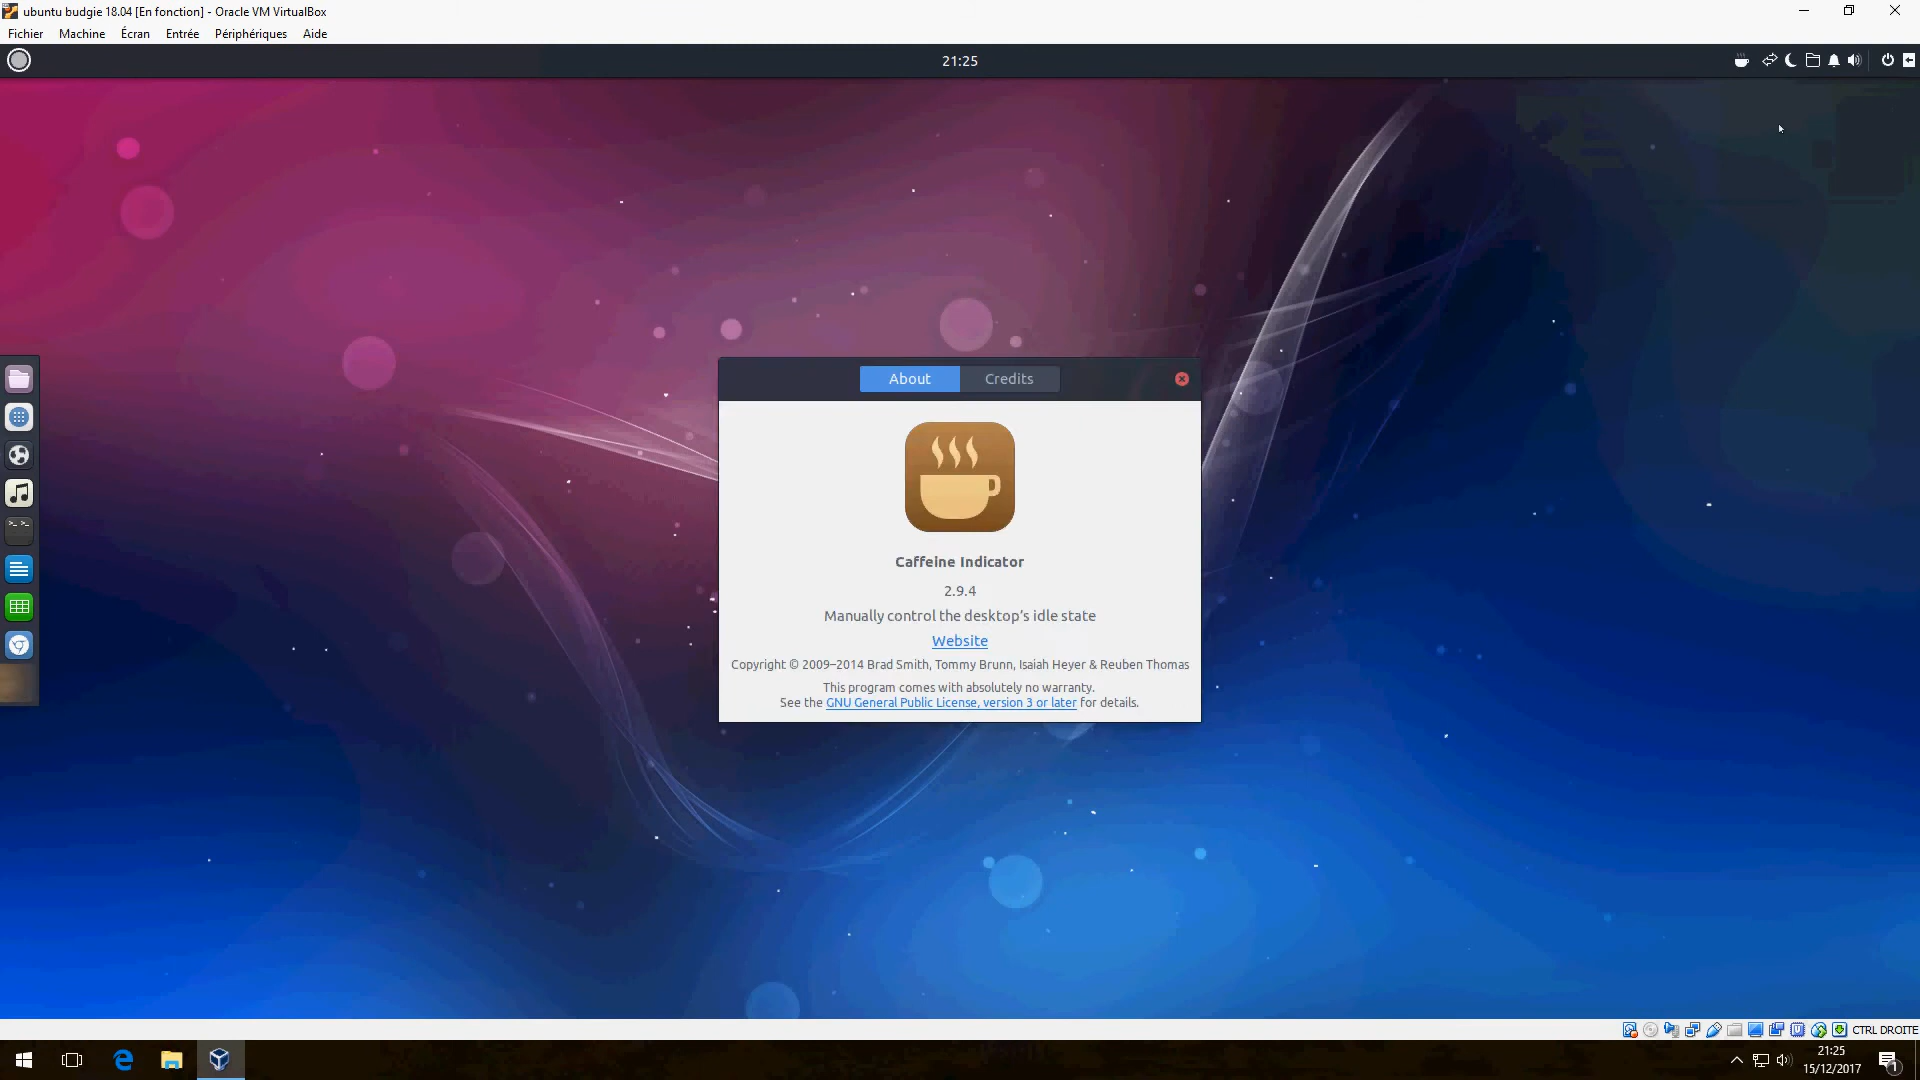 ubuntu budgie 18.04 [En fonction] - Oracle VM VirtualBox
Fichier Machine Écran Entrée Périphériques Aide
21:25
About Credits
Caffeine Indicator
2.9.4
Manually control the desktop's idle state
Website
Copyright © 2009–2014 Brad Smith, Tommy Brunn, Isaiah Heyer & Reuben Thomas
This program comes with absolutely no warranty.
See the GNU General Public License, version 3 or later for details.
CTRL DROITE
21:25
15/12/2017
1